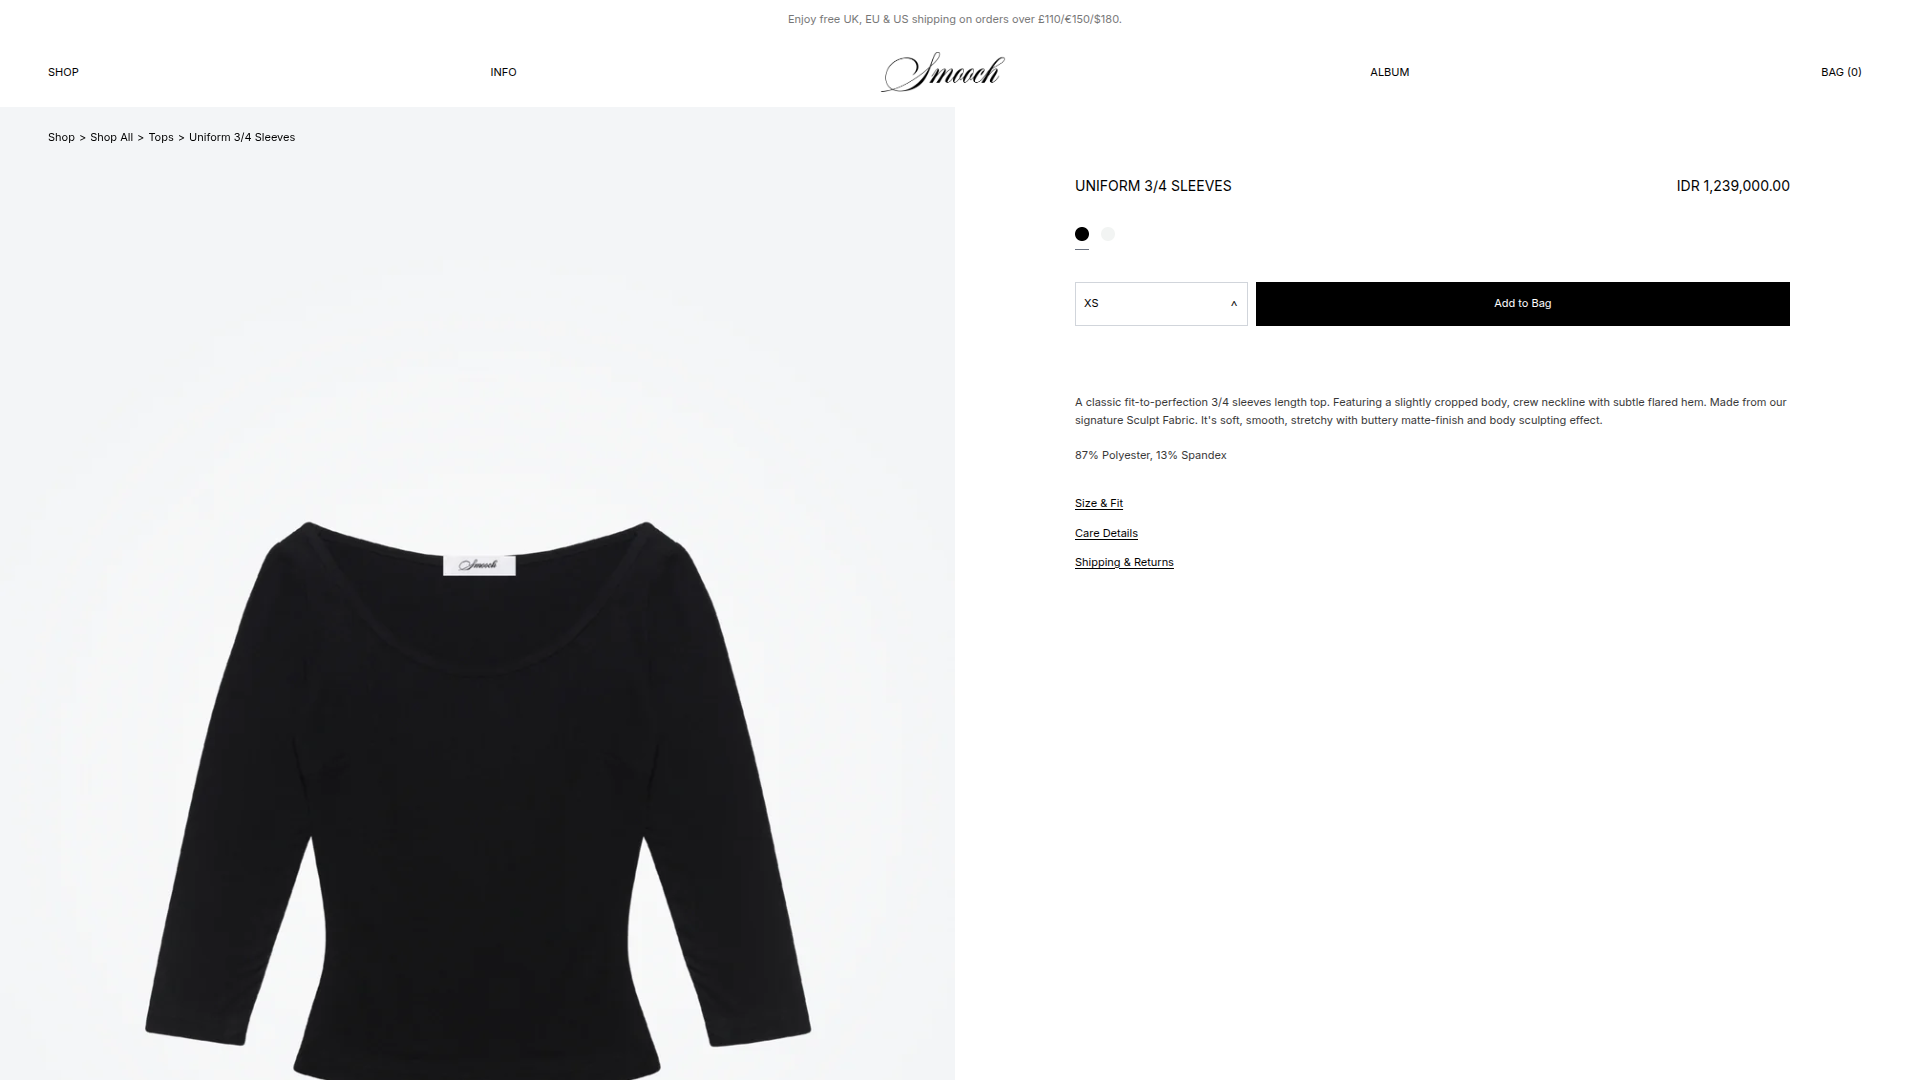 Enjoy free UK, EU & US shipping on orders over £110/€150/$180.
SHOP
INFO
Smooch
ALBUM
BAG (0)
Shop > Shop All > Tops > Uniform 3/4 Sleeves
UNIFORM 3/4 SLEEVES
IDR 1,239,000.00
XS
Add to Bag
A classic fit-to-perfection 3/4 sleeves length top. Featuring a slightly cropped body, crew neckline with subtle flared hem. Made from our
signature Sculpt Fabric. It's soft, smooth, stretchy with buttery matte-finish and body sculpting effect.
87% Polyester, 13% Spandex
Size & Fit
Care Details
Shipping & Returns
Smooch